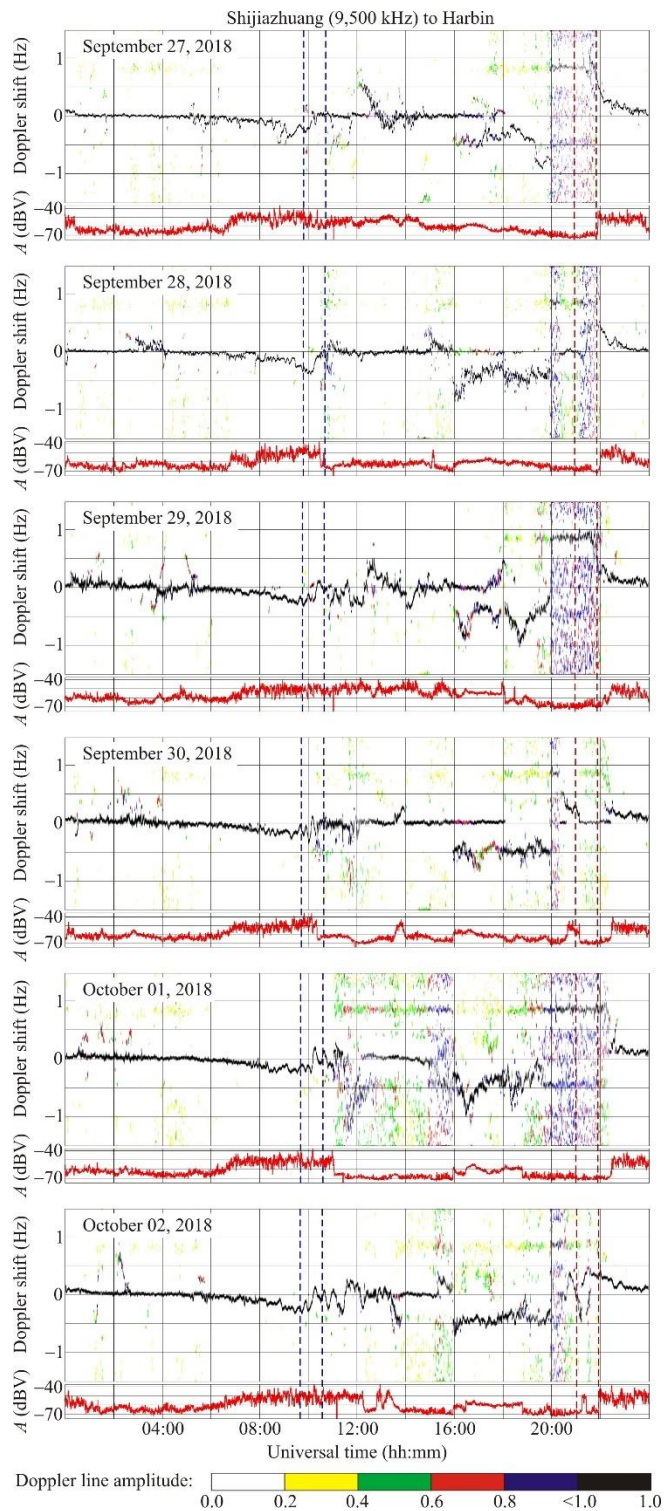 Shijiazhuang (9,500 kHz) to Harbin
September 27, 2018
Doppler shift (Hz)
1
0
−1
A (dBV)
−40
−70
September 28, 2018
Doppler shift (Hz)
1
0
−1
A (dBV)
−40
−70
September 29, 2018
Doppler shift (Hz)
1
0
−1
A (dBV)
−40
−70
September 30, 2018
Doppler shift (Hz)
1
0
−1
A (dBV)
−40
−70
October 01, 2018
Doppler shift (Hz)
1
0
−1
A (dBV)
−40
−70
October 02, 2018
Doppler shift (Hz)
1
0
−1
A (dBV)
−40
−70
04:00 08:00 12:00 16:00 20:00
Universal time (hh:mm)
Doppler line amplitude:
0.0 0.2 0.4 0.6 0.8 <1.0 1.0